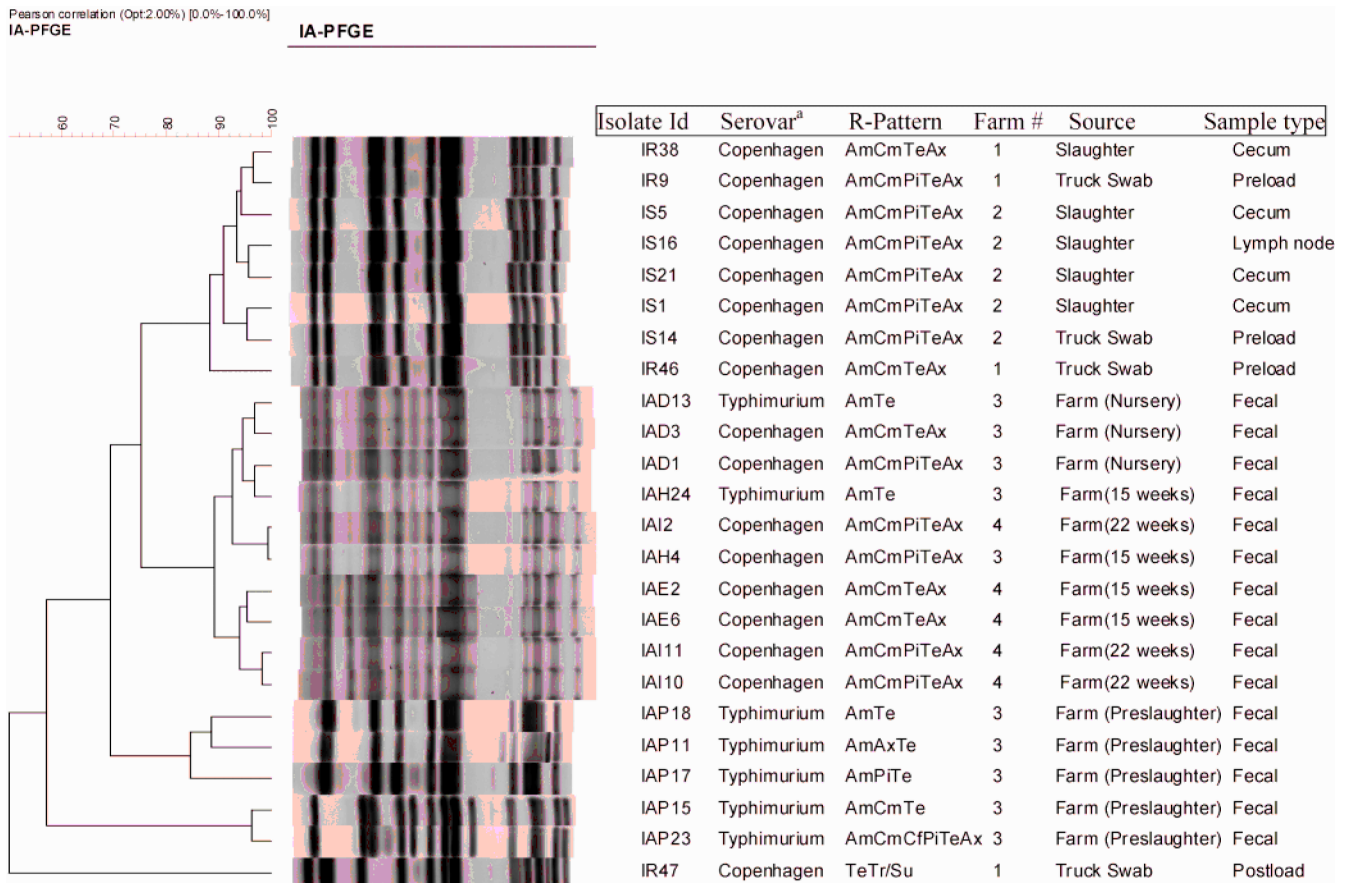 Pearson correlation (Opt:2.00%) [0.0%-100.0%]
IA-PFGE IA-PFGE
60 70 80 90 100
Isolate Id Serovarᵃ R-Pattern Farm # Source Sample type
IR38 Copenhagen AmCmTeAx 1 Slaughter Cecum
IR9 Copenhagen AmCmPiTeAx 1 Truck Swab Preload
IS5 Copenhagen AmCmPiTeAx 2 Slaughter Cecum
IS16 Copenhagen AmCmPiTeAx 2 Slaughter Lymph node
IS21 Copenhagen AmCmPiTeAx 2 Slaughter Cecum
IS1 Copenhagen AmCmPiTeAx 2 Slaughter Cecum
IS14 Copenhagen AmCmPiTeAx 2 Truck Swab Preload
IR46 Copenhagen AmCmTeAx 1 Truck Swab Preload
IAD13 Typhimurium AmTe 3 Farm (Nursery) Fecal
IAD3 Copenhagen AmCmTeAx 3 Farm (Nursery) Fecal
IAD1 Copenhagen AmCmPiTeAx 3 Farm (Nursery) Fecal
IAH24 Typhimurium AmTe 3 Farm(15 weeks) Fecal
IAI2 Copenhagen AmCmPiTeAx 4 Farm(22 weeks) Fecal
IAH4 Copenhagen AmCmPiTeAx 3 Farm(15 weeks) Fecal
IAE2 Copenhagen AmCmTeAx 4 Farm(15 weeks) Fecal
IAE6 Copenhagen AmCmTeAx 4 Farm(15 weeks) Fecal
IAI11 Copenhagen AmCmPiTeAx 4 Farm(22 weeks) Fecal
IAI10 Copenhagen AmCmPiTeAx 4 Farm(22 weeks) Fecal
IAP18 Typhimurium AmTe 3 Farm (Preslaughter) Fecal
IAP11 Typhimurium AmAxTe 3 Farm (Preslaughter) Fecal
IAP17 Typhimurium AmPiTe 3 Farm (Preslaughter) Fecal
IAP15 Typhimurium AmCmTe 3 Farm (Preslaughter) Fecal
IAP23 Typhimurium AmCmCfPiTeAx 3 Farm (Preslaughter) Fecal
IR47 Copenhagen TeTr/Su 1 Truck Swab Postload